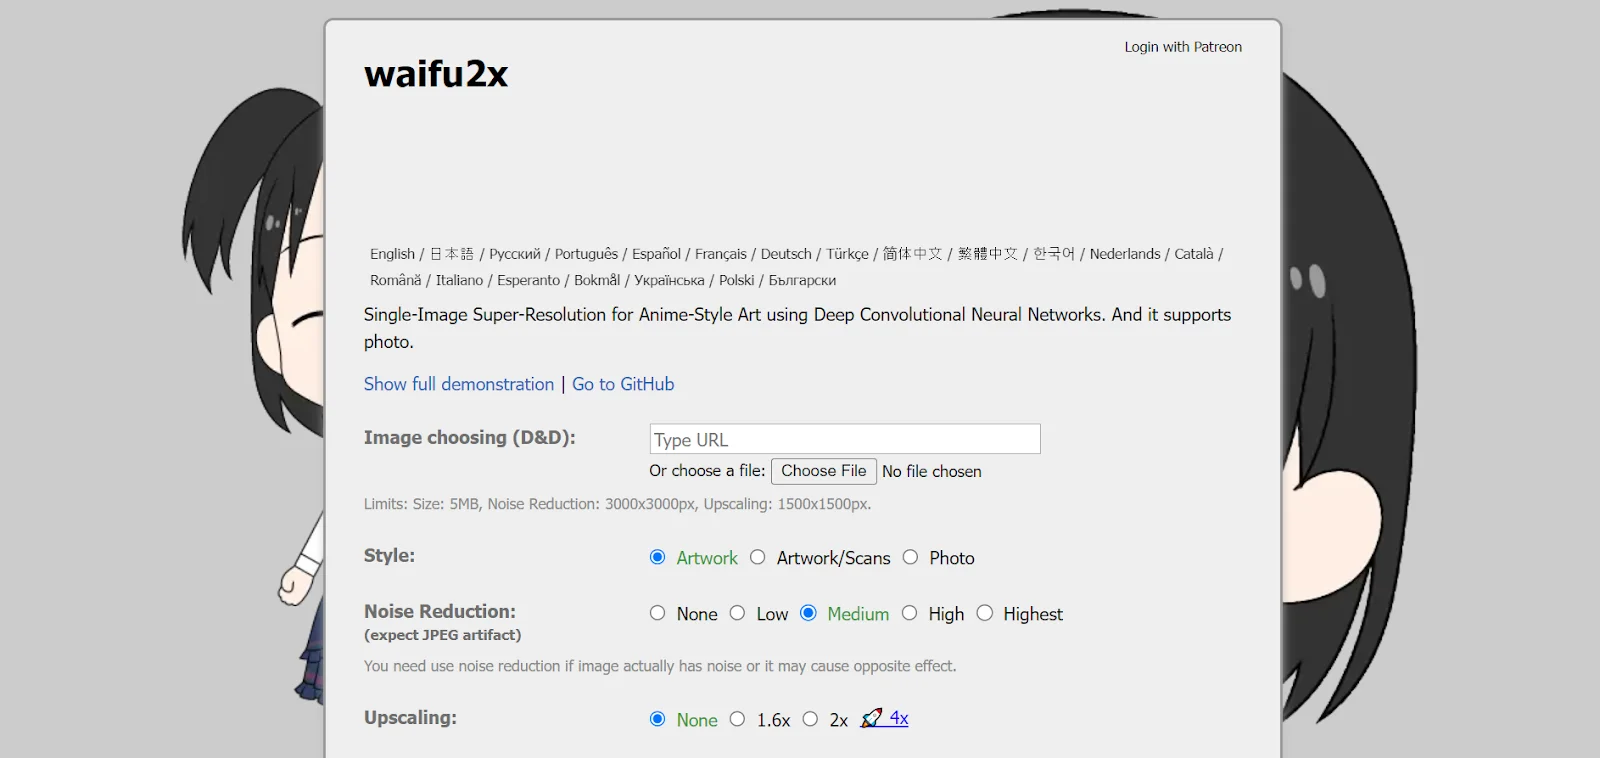 Login with Patreon
waifu2x
English / 日本語 / Русский / Português / Español / Français / Deutsch / Türkçe / 简体中文 / 繁體中文 / 한국어 / Nederlands / Català /
Română / Italiano / Esperanto / Bokmål / Українська / Polski / Български
Single-Image Super-Resolution for Anime-Style Art using Deep Convolutional Neural Networks. And it supports
photo.
Show full demonstration | Go to GitHub
Image choosing (D&D): Type URL
Or choose a file: Choose File No file chosen
Limits: Size: 5MB, Noise Reduction: 3000x3000px, Upscaling: 1500x1500px.
Style: Artwork Artwork/Scans Photo
Noise Reduction: None Low Medium High Highest
(expect JPEG artifact)
You need use noise reduction if image actually has noise or it may cause opposite effect.
Upscaling: None 1.6x 2x 🚀 4x